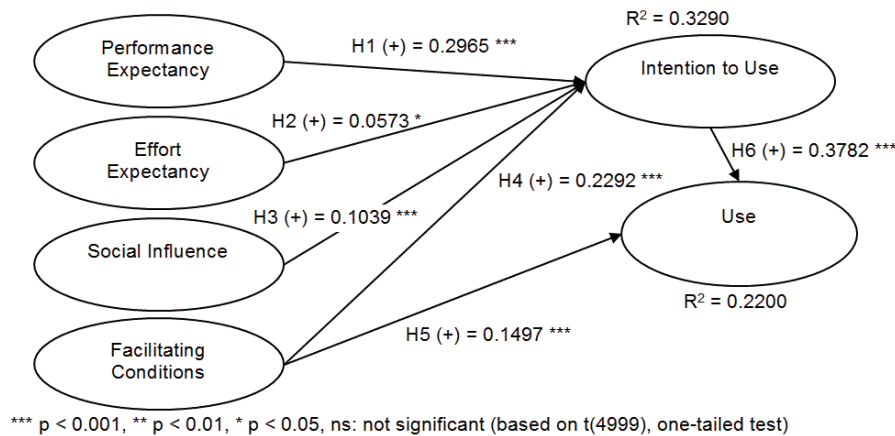 R² = 0.3290
Performance
Expectancy
H1 (+) = 0.2965 ***
Intention to Use
H2 (+) = 0.0573 *
Effort
Expectancy
H6 (+) = 0.3782 ***
H4 (+) = 0.2292 ***
H3 (+) = 0.1039 ***
Use
Social Influence
R² = 0.2200
H5 (+) = 0.1497 ***
Facilitating
Conditions
*** p < 0.001, ** p < 0.01, * p < 0.05, ns: not significant (based on t(4999), one-tailed test)